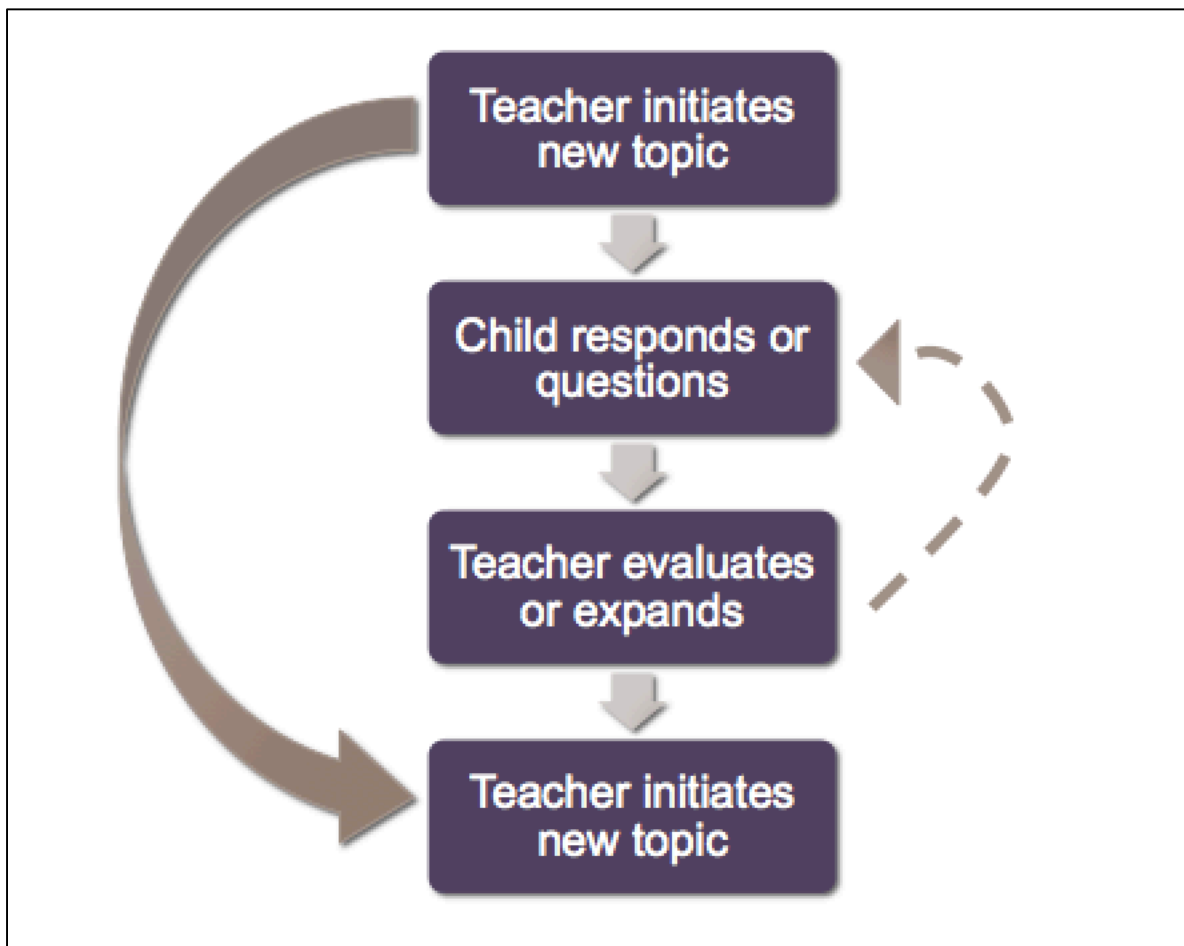 Teacher initiates
new topic
Child responds or
questions
Teacher evaluates
or expands
Teacher initiates
new topic